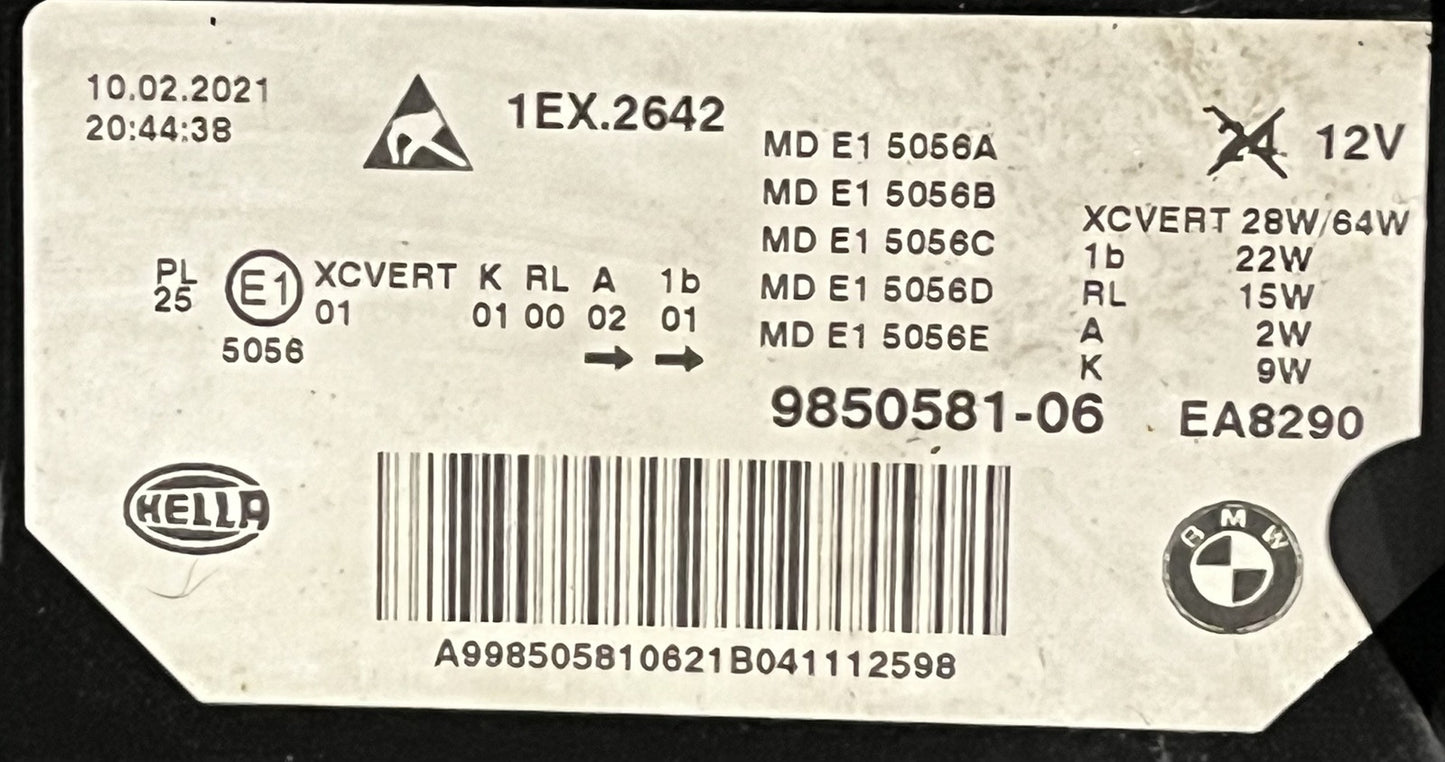 10.02.2021
20:44:38
1EX.2642
MD E1 5056A
MD E1 5056B
MD E1 5056C
MD E1 5056D
MD E1 5056E
24 12V
XCVERT 28W/64W
1b 22W
RL 15W
A 2W
K 9W
PL
25
E1
5056
XCVERT K RL A 1b
01 01 00 02 01
9850581-06 EA8290
HELLA
BMW
A998505810621B041112598